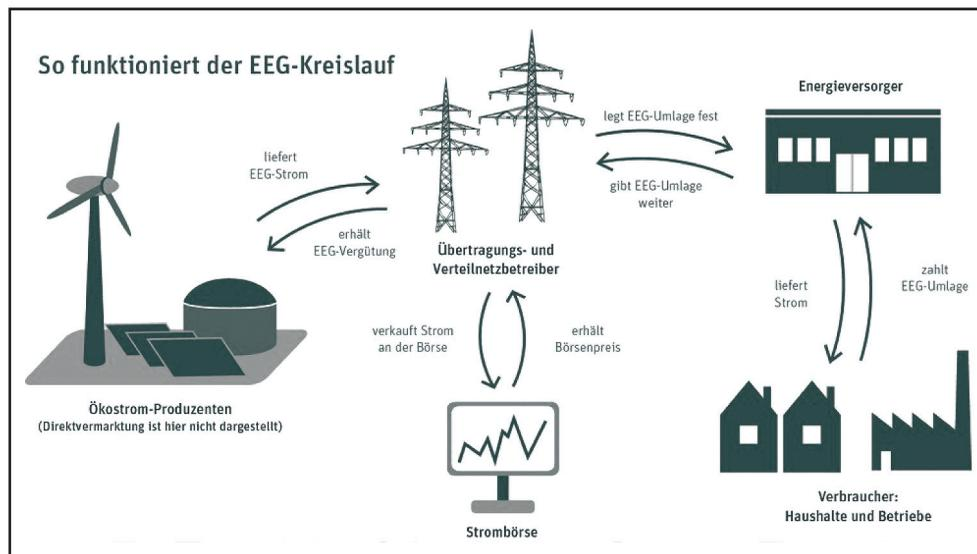 So funktioniert der EEG-Kreislauf
Energieversorger
legt EEG-Umlage fest
liefert
EEG-Strom
gibt EEG-Umlage
weiter
erhält
EEG-Vergütung
Übertragungs- und
Verteilnetzbetreiber
liefert
Strom
zahlt
EEG-Umlage
verkauft Strom
an der Börse
erhält
Börsenpreis
Ökostrom-Produzenten
(Direktvermarktung ist hier nicht dargestellt)
Strombörse
Verbraucher:
Haushalte und Betriebe